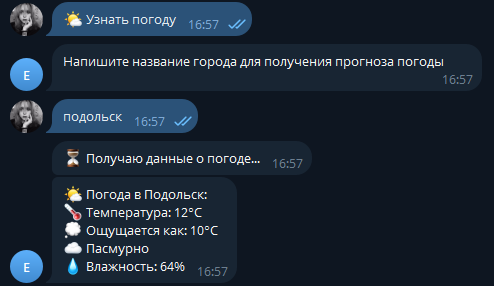 🌤 Узнать погоду 16:57
Напишите название города для получения прогноза погоды
16:57
Е
подольск 16:57
⏳ Получаю данные о погоде... 16:57
🌤 Погода в Подольск:
🌡 Температура: 12°C
💭 Ощущается как: 10°C
☁️ Пасмурно
💧 Влажность: 64% 16:57
Е